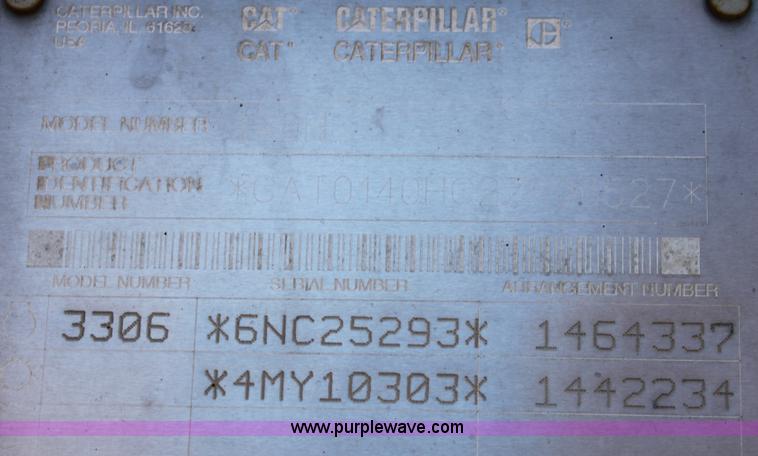 CATERPILLAR INC. CAT® CATERPILLAR
PEORIA, IL 61629
USA CAT® CATERPILLAR®
MODEL NUMBER
PRODUCT
IDENTIFICATION
NUMBER
MODEL NUMBER SERIAL NUMBER ARRANGEMENT NUMBER
3306 *6NC25293* 1464337
*4MY10303* 1442234
www.purplewave.com